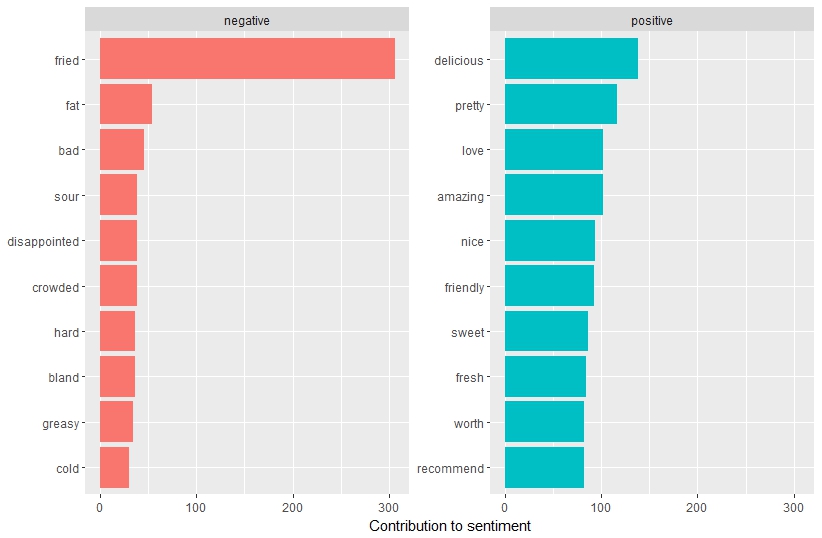 negative
fried
fat
bad
sour
disappointed
crowded
hard
bland
greasy
cold
0 100 200 300
positive
delicious
pretty
love
amazing
nice
friendly
sweet
fresh
worth
recommend
0 100 200 300
Contribution to sentiment